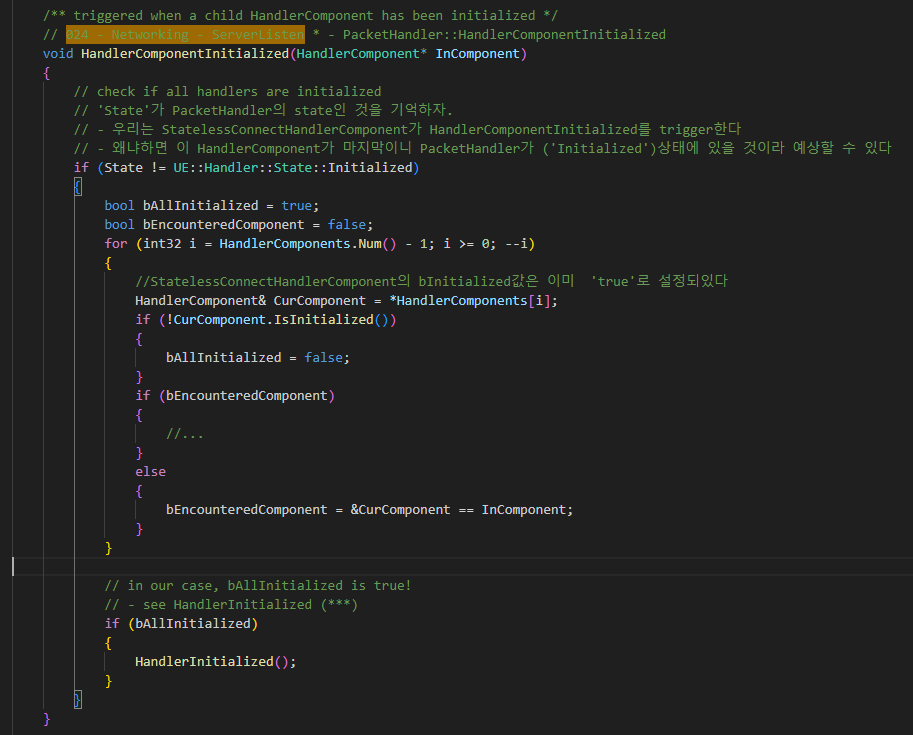 /** triggered when a child HandlerComponent has been initialized */
// 024 - Networking - ServerListen * - PacketHandler::HandlerComponentInitialized
void HandlerComponentInitialized(HandlerComponent* InComponent)
{
// check if all handlers are initialized
// 'State'가 PacketHandler의 state인 것을 기억하자.
// - 우리는 StatelessConnectHandlerComponent가 HandlerComponentInitialized를 trigger한다
// - 왜냐하면 이 HandlerComponent가 마지막이니 PacketHandler가 ('Initialized')상태에 있을 것이라 예상할 수 있다
if (State != UE::Handler::State::Initialized)
{
bool bAllInitialized = true;
bool bEncounteredComponent = false;
for (int32 i = HandlerComponents.Num() - 1; i >= 0; --i)
{
//StatelessConnectHandlerComponent의 bInitialized값은 이미  'true'로 설정되있다
HandlerComponent& CurComponent = *HandlerComponents[i];
if (!CurComponent.IsInitialized())
{
bAllInitialized = false;
}
if (bEncounteredComponent)
{
//...
}
else
{
bEncounteredComponent = &CurComponent == InComponent;
}
}
// in our case, bAllInitialized is true!
// - see HandlerInitialized (***)
if (bAllInitialized)
{
HandlerInitialized();
}
}
}